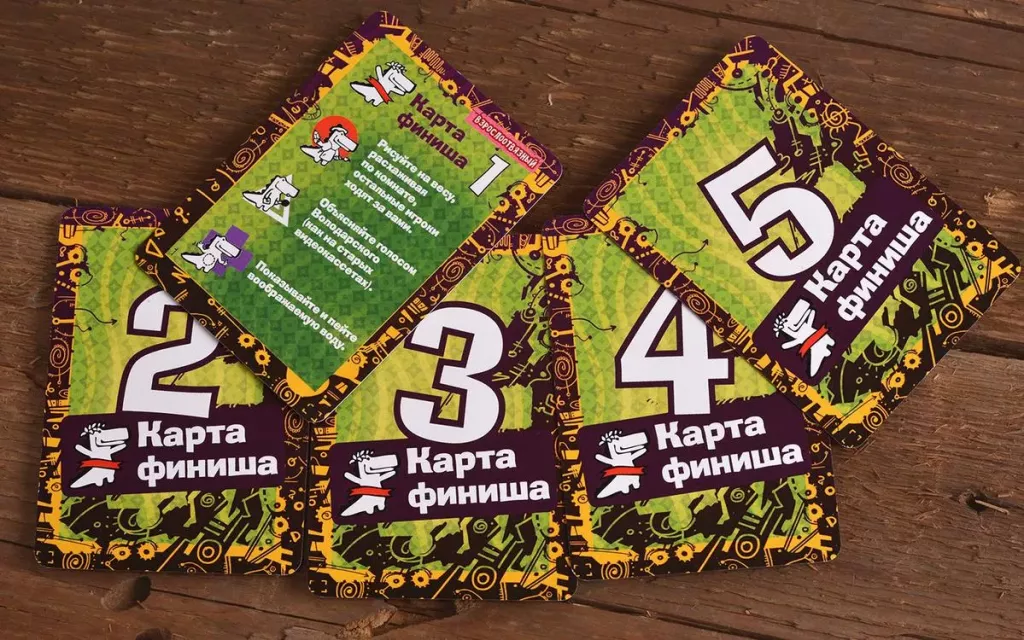 Карта
финиша
1
ВЗРОСЛООТВЯЗНЫЙ
Рисуйте на весу,
расхаживая
по комнате,
остальные игроки
ходят за вами.
Объясняйте голосом
Володарского
(как на старых
видеокассетах).
Показывайте и пейте
воображаемую воду.
5
Карта
финиша
2
Карта
финиша
3
Карта
финиша
4
Карта
финиша